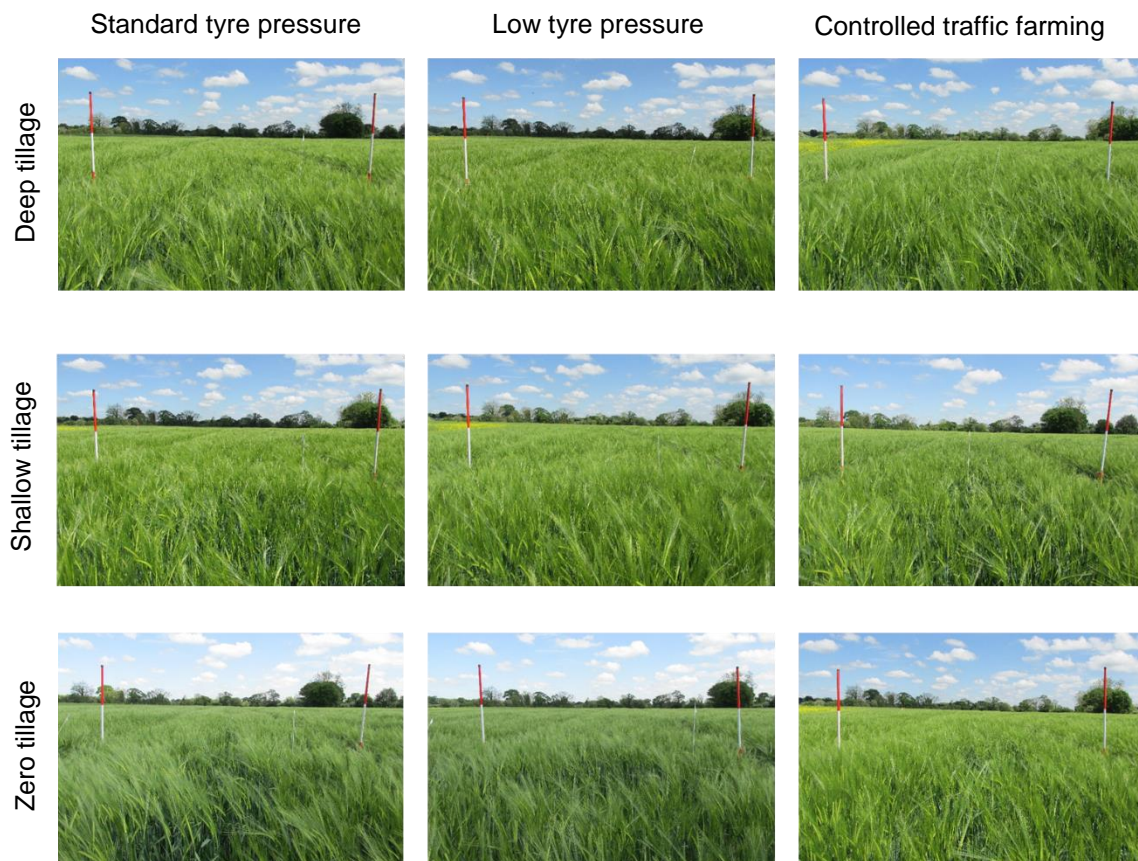 Standard tyre pressure
Low tyre pressure
Controlled traffic farming
Deep tillage
Shallow tillage
Zero tillage